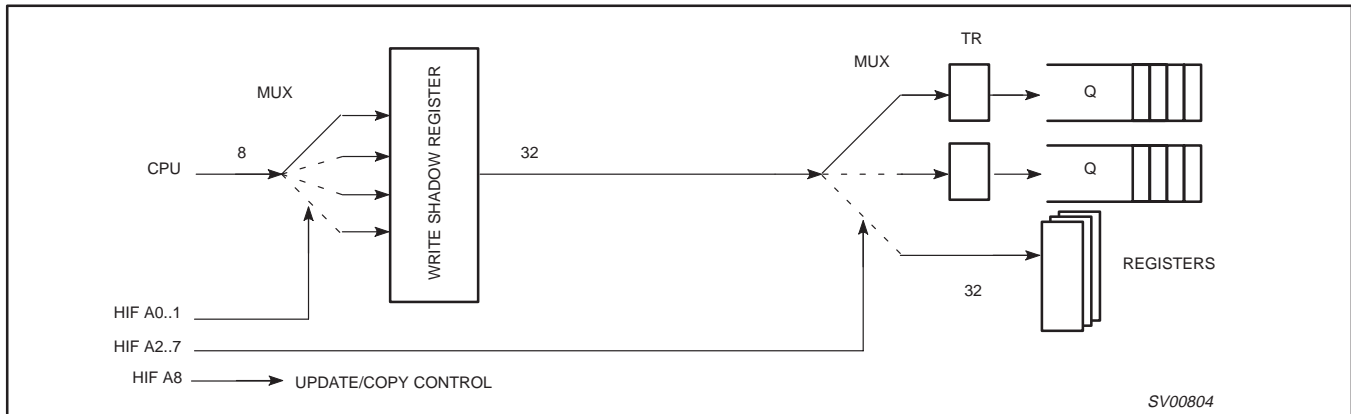 TR
MUX
Q
MUX
WRITE SHADOW REGISTER
8
32
CPU
Q
REGISTERS
32
HIF A0..1
HIF A2..7
HIF A8
UPDATE/COPY CONTROL
SV00804